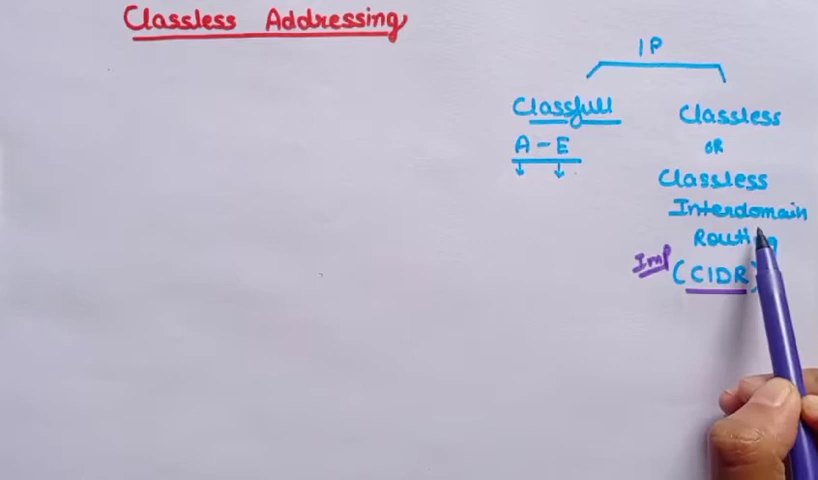 Classless Addressing
IP
Classfull
A - E
Classless
OR
Classless
Interdomain
Routing
Imp (CIDR)